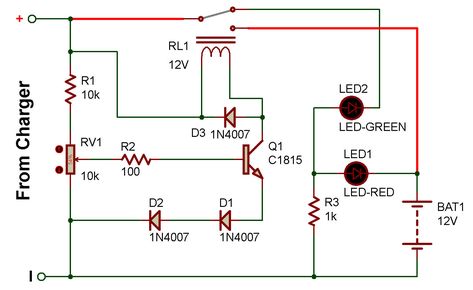 +
From Charger
I
R1
10k
RV1
10k
R2
100
RL1
12V
D3
1N4007
Q1
C1815
D2
1N4007
D1
1N4007
LED2
LED-GREEN
LED1
LED-RED
R3
1k
BAT1
12V